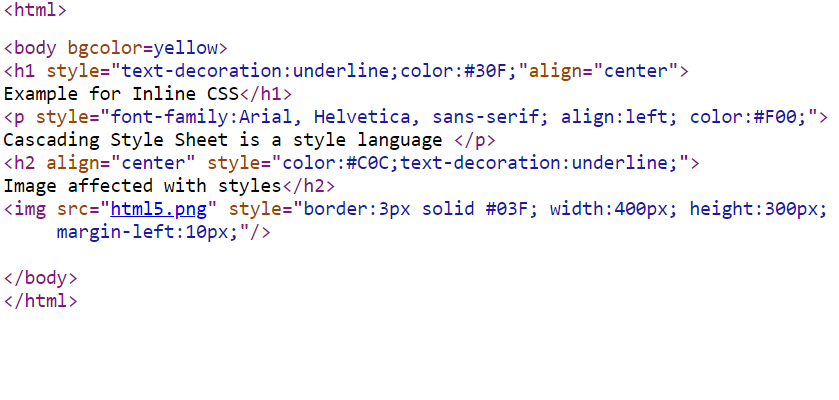 <html>
<body bgcolor=yellow>
<h1 style="text-decoration:underline;color:#30F;"align="center">
Example for Inline CSS</h1>
<p style="font-family:Arial, Helvetica, sans-serif; align:left; color:#F00;">
Cascading Style Sheet is a style language </p>
<h2 align="center" style="color:#C0C;text-decoration:underline;">
Image affected with styles</h2>
<img src="html5.png" style="border:3px solid #03F; width:400px; height:300px;
margin-left:10px;"/>
</body>
</html>